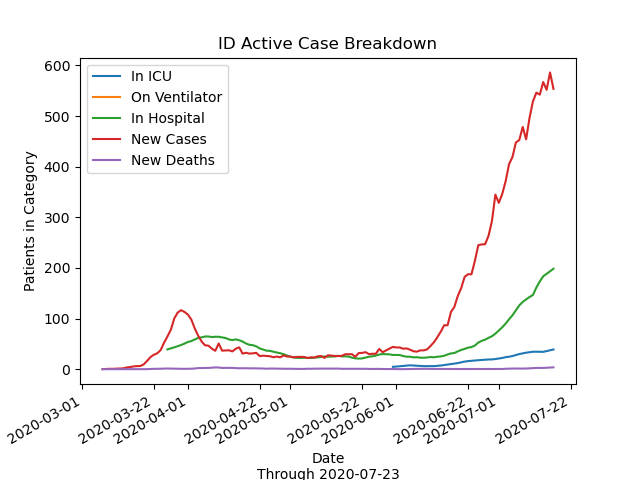 ID Active Case Breakdown
In ICU
On Ventilator
In Hospital
New Cases
New Deaths
Patients in Category
600
500
400
300
200
100
0
2020-03-01
2020-03-22
2020-04-01
2020-04-22
2020-05-01
2020-05-22
2020-06-01
2020-06-22
2020-07-01
2020-07-22
Date
Through 2020-07-23